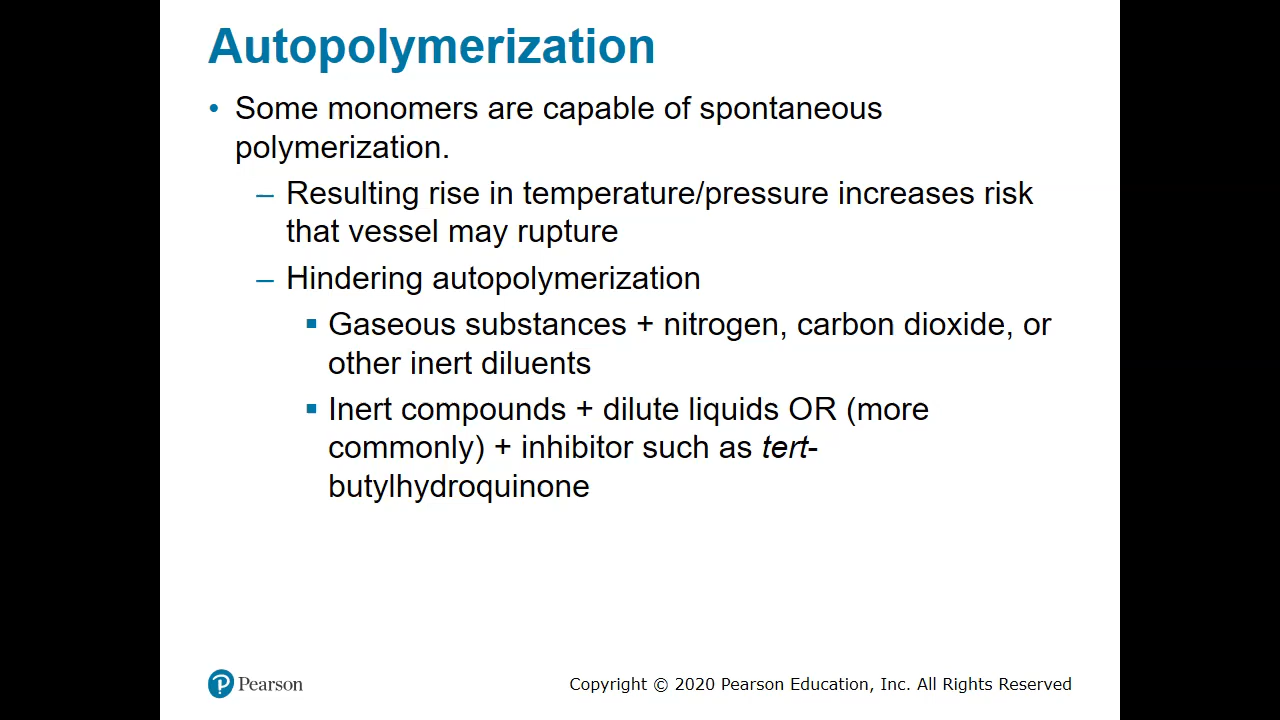 Autopolymerization
• Some monomers are capable of spontaneous
polymerization.
– Resulting rise in temperature/pressure increases risk
that vessel may rupture
– Hindering autopolymerization
▪ Gaseous substances + nitrogen, carbon dioxide, or
other inert diluents
▪ Inert compounds + dilute liquids OR (more
commonly) + inhibitor such as tert-
butylhydroquinone
Pearson
Copyright © 2020 Pearson Education, Inc. All Rights Reserved